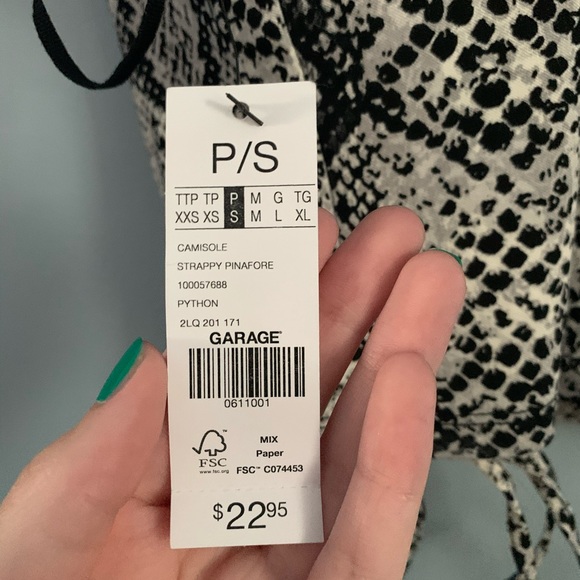 P/S
TTP TP P M G TG
XXS XS S M L XL
CAMISOLE
STRAPPY PINAFORE
100057688
PYTHON
2LQ 201 171
GARAGE®
0611001
FSC
www.fsc.org
MIX
Paper
FSC™ C074453
$22.95